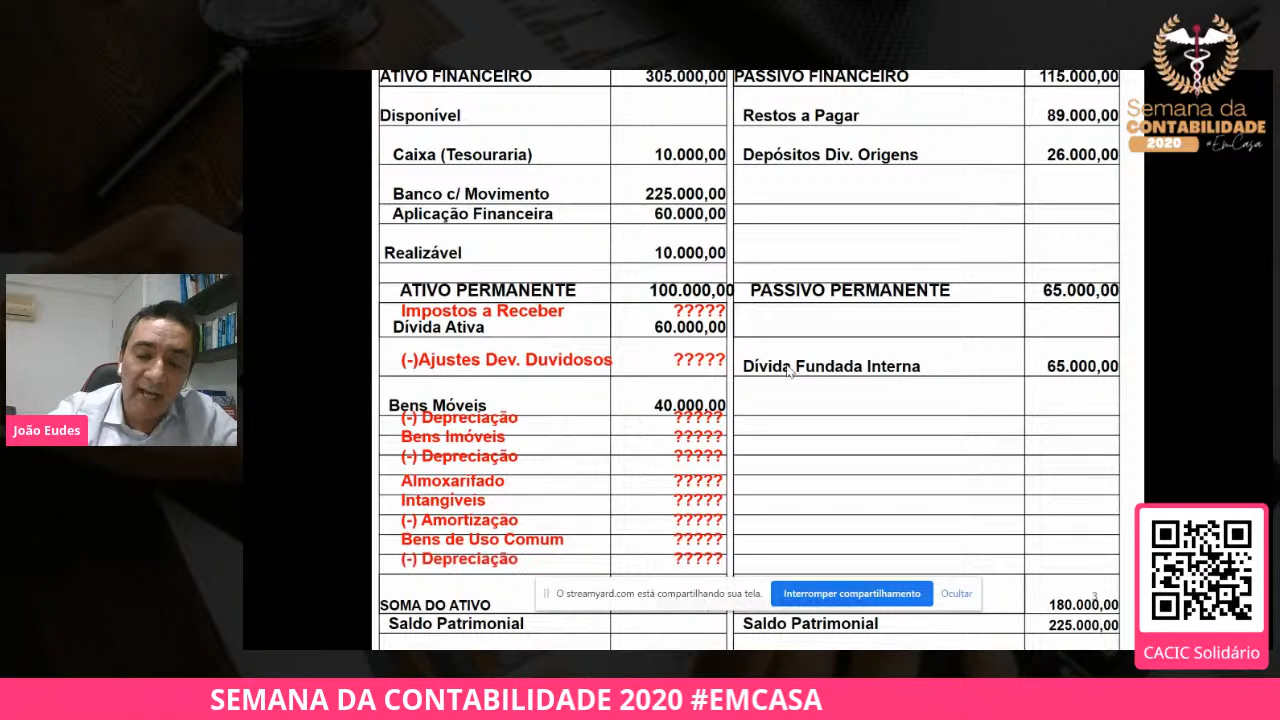 Semana da
CONTABILIDADE
2020 #EmCasa
ATIVO FINANCEIRO 305.000,00 PASSIVO FINANCEIRO 115.000,00
Disponível Restos a Pagar 89.000,00
Caixa (Tesouraria) 10.000,00 Depósitos Div. Origens 26.000,00
Banco c/ Movimento 225.000,00
Aplicação Financeira 60.000,00
Realizável 10.000,00
ATIVO PERMANENTE 100.000,00 PASSIVO PERMANENTE 65.000,00
Impostos a Receber ?????
Dívida Ativa 60.000,00
(-)Ajustes Dev. Duvidosos ????? Dívida Fundada Interna 65.000,00
Bens Móveis 40.000,00
(-) Depreciação ?????
Bens Imóveis ?????
(-) Depreciação ?????
Almoxarifado ?????
Intangíveis ?????
(-) Amortização ?????
Bens de Uso Comum ?????
(-) Depreciação ?????
O streamyard.com está compartilhando sua tela. Interromper compartilhamento Ocultar
3
SOMA DO ATIVO 180.000,00
Saldo Patrimonial Saldo Patrimonial 225.000,00
João Eudes
CACIC Solidário
SEMANA DA CONTABILIDADE 2020 #EMCASA